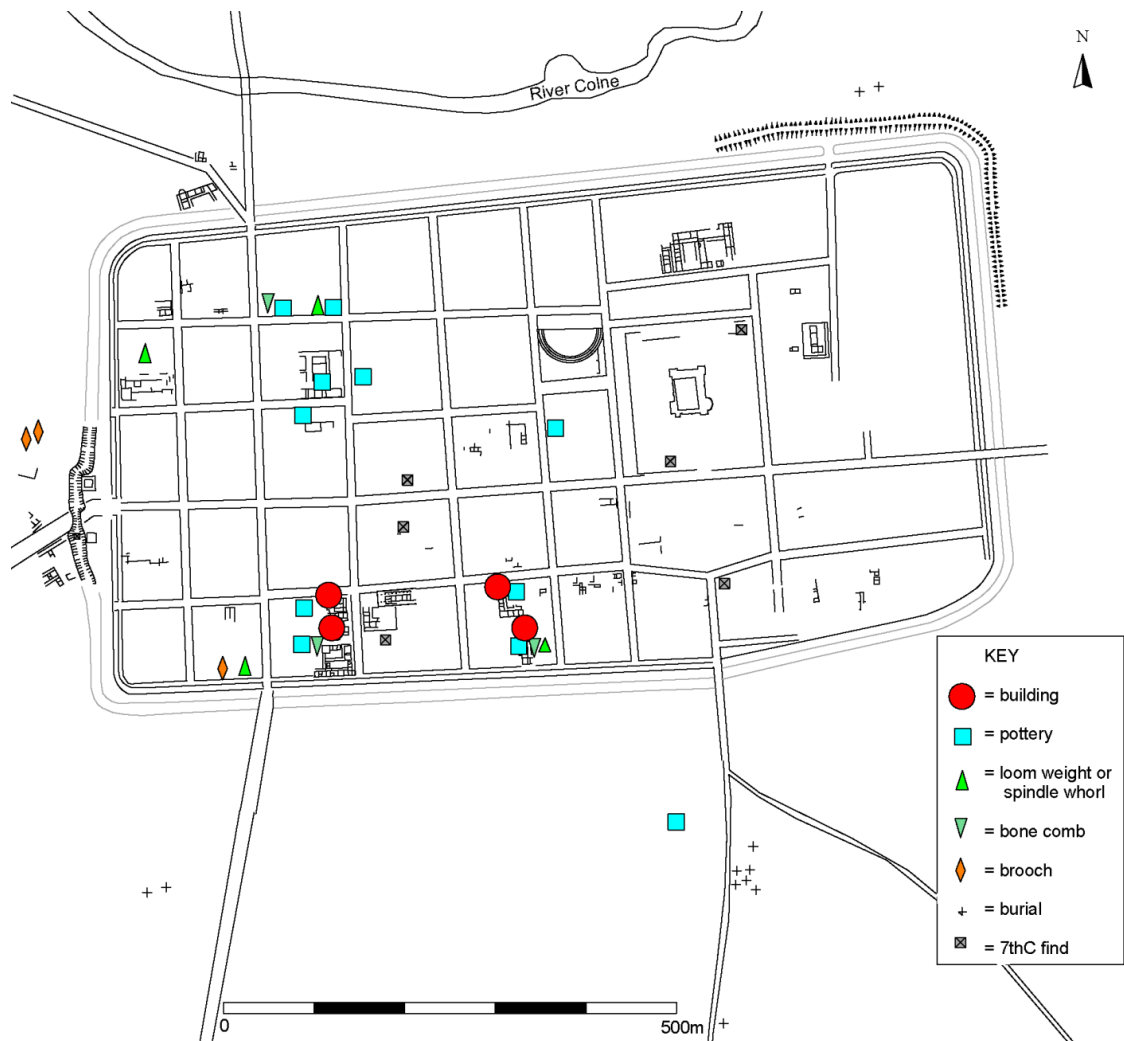 River Colne
N
KEY
= building
= pottery
= loom weight or
spindle whorl
= bone comb
= brooch
= burial
= 7thC find
0
500m